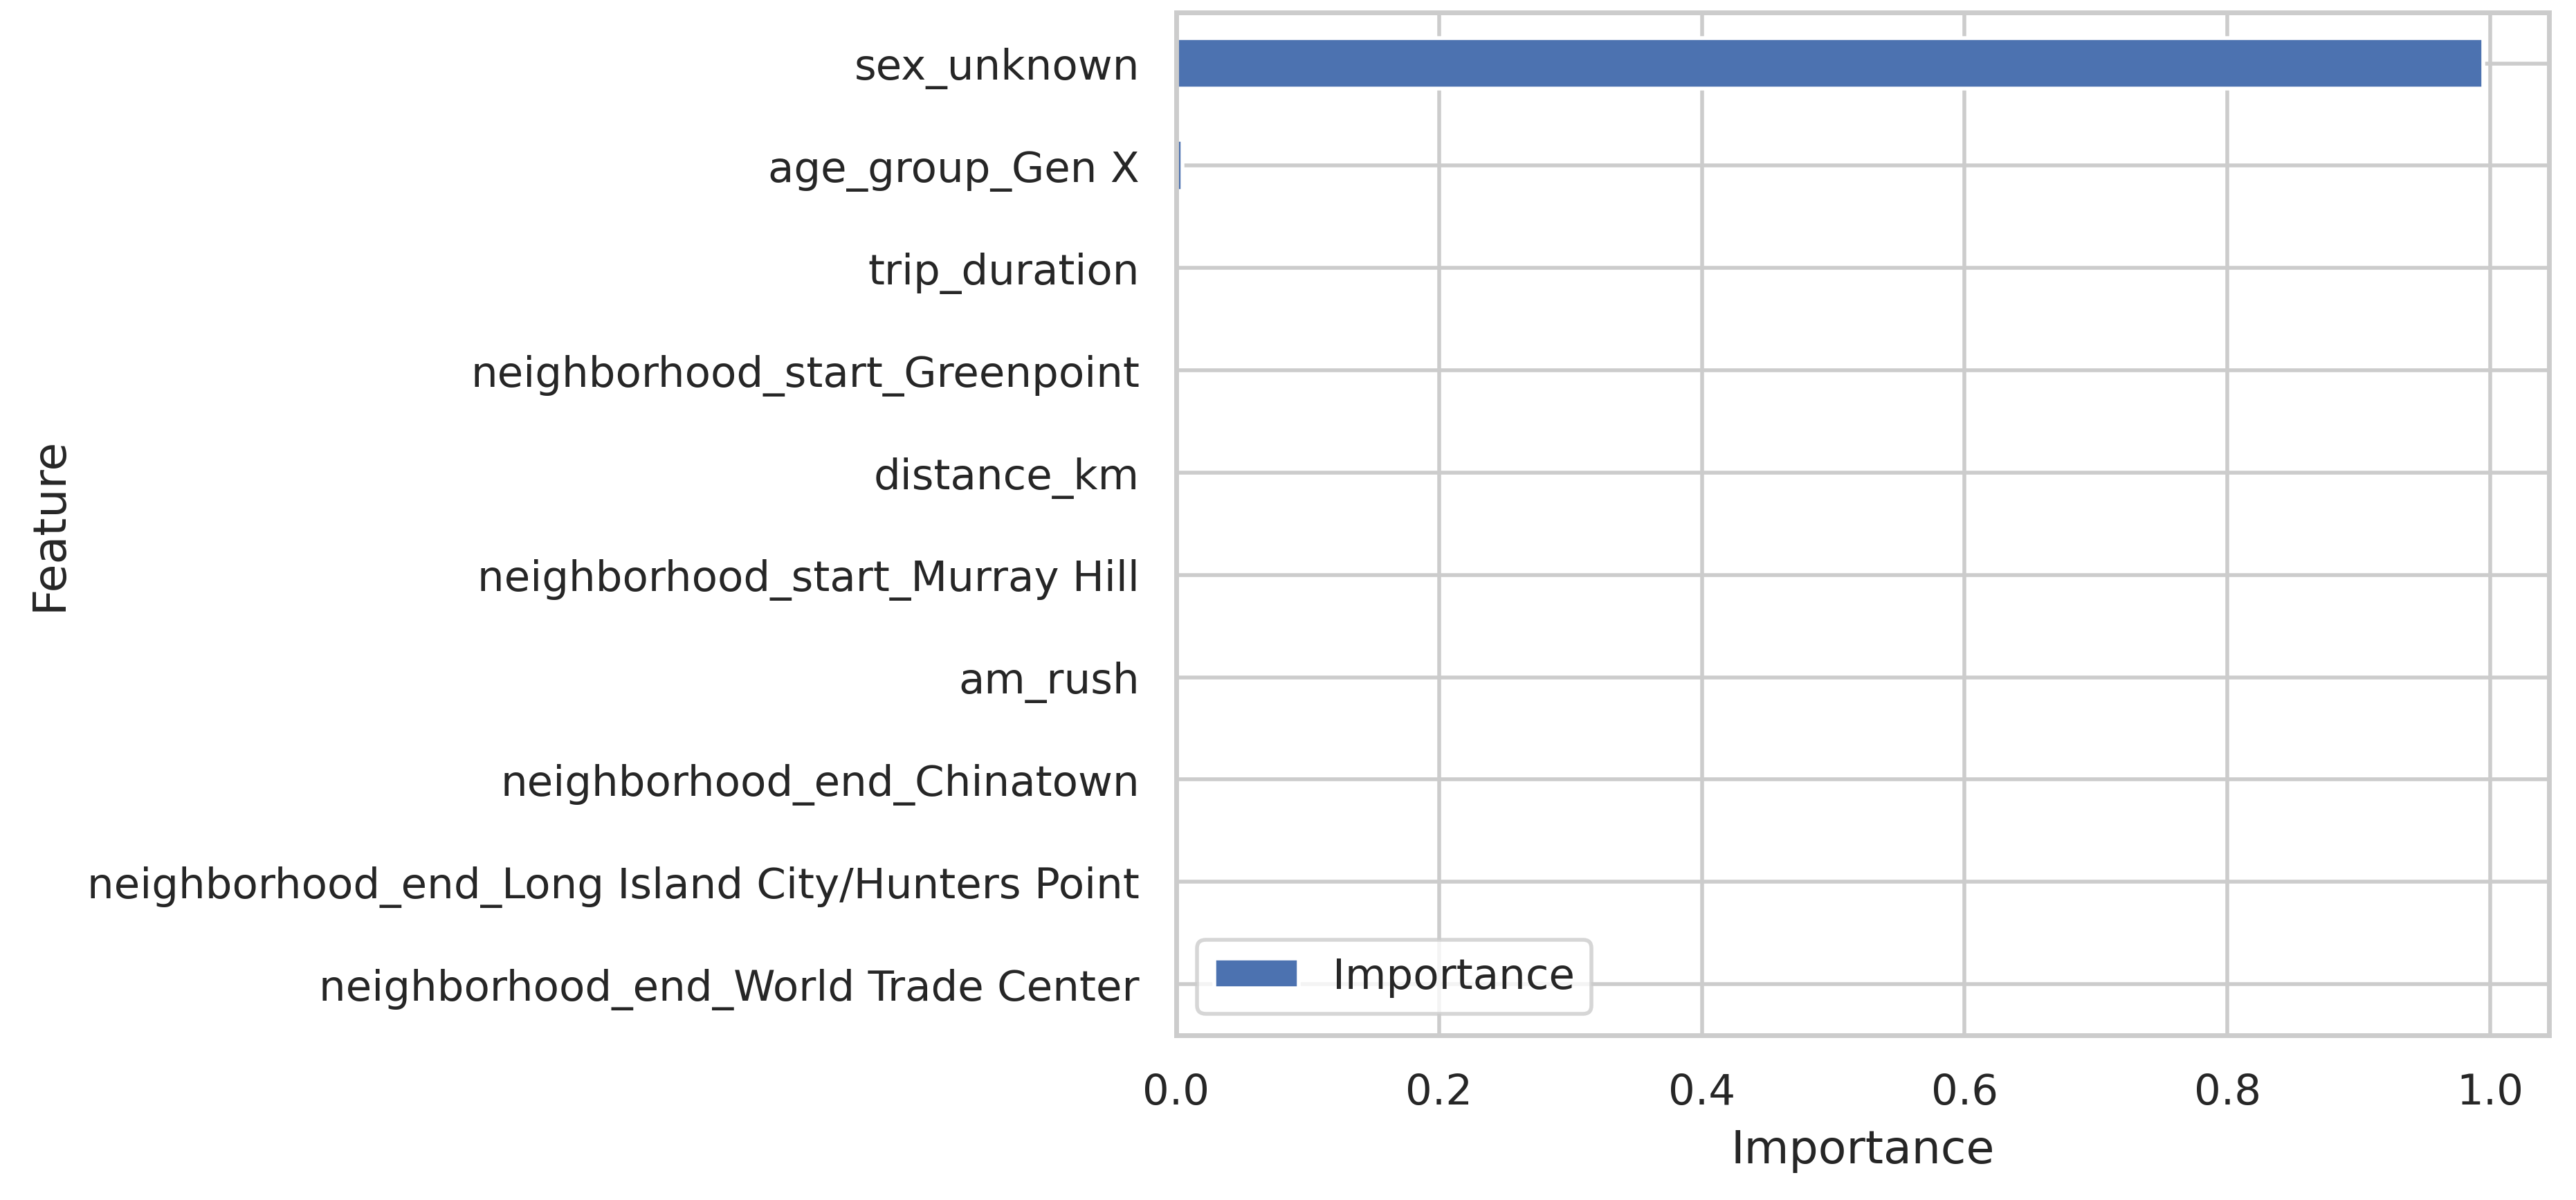 sex_unknown
age_group_Gen X
trip_duration
neighborhood_start_Greenpoint
distance_km
neighborhood_start_Murray Hill
am_rush
neighborhood_end_Chinatown
neighborhood_end_Long Island City/Hunters Point
neighborhood_end_World Trade Center
Feature
Importance
0.0 0.2 0.4 0.6 0.8 1.0
Importance